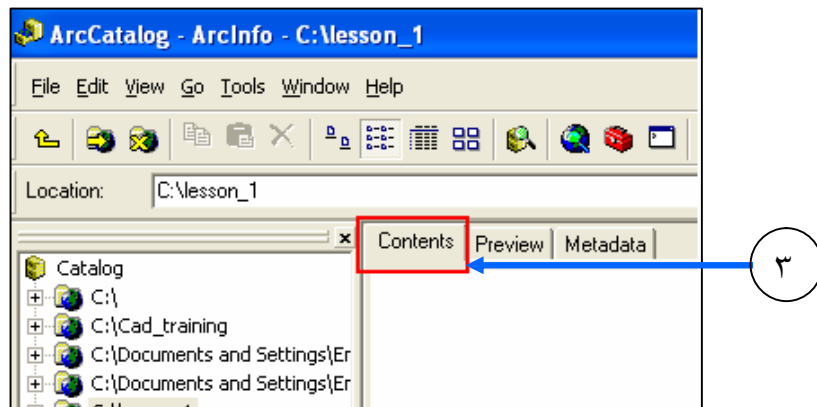 ArcCatalog - ArcInfo - C:\lesson_1
File Edit View Go Tools Window Help
Location: C:\lesson_1
Contents Preview Metadata
Catalog
C:\
C:\Cad_training
C:\Documents and Settings\Er
C:\Documents and Settings\Er
٣